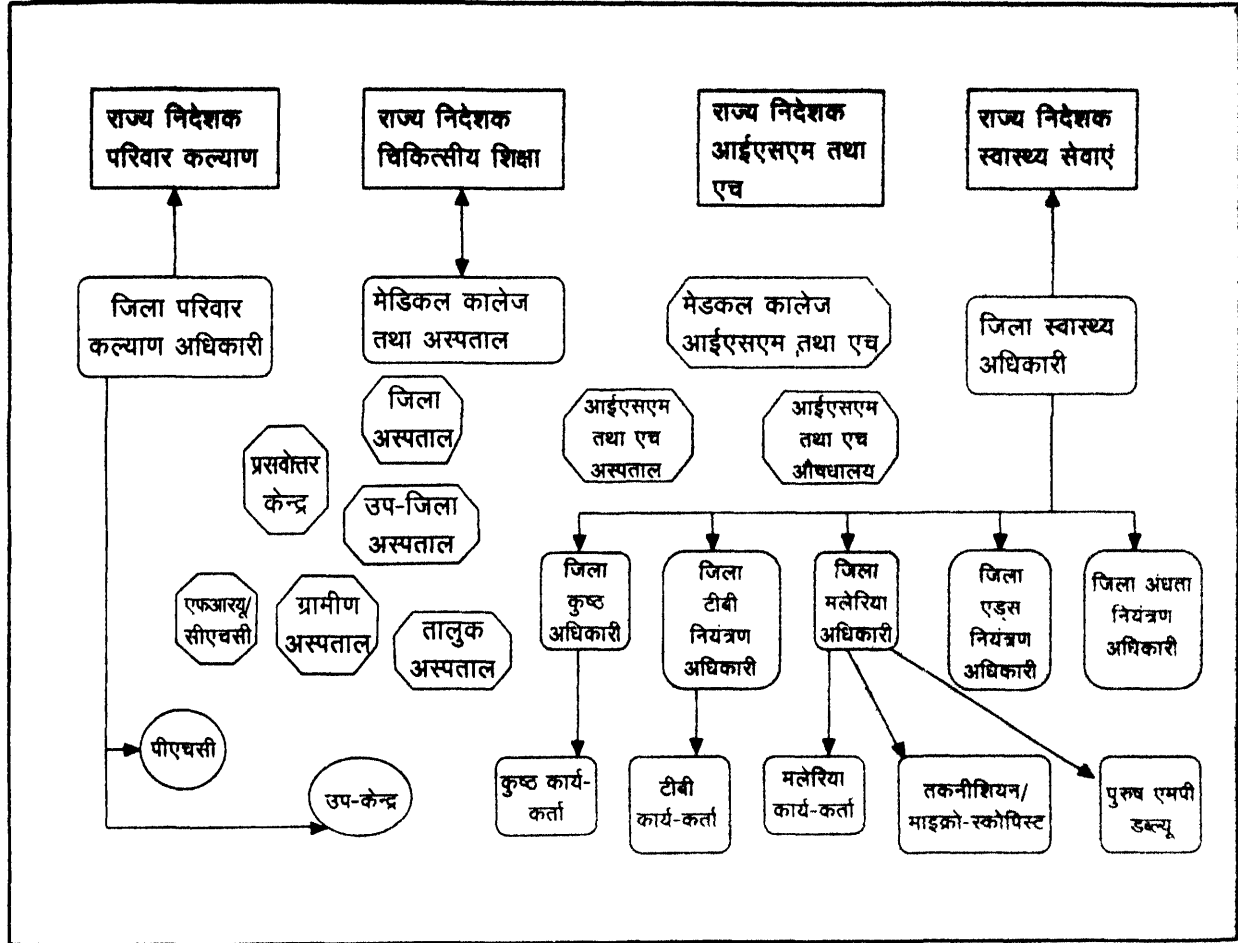 राज्य निदेशक
परिवार कल्याण
राज्य निदेशक
चिकित्सीय शिक्षा
राज्य निदेशक
आईएसएम तथा
एच
राज्य निदेशक
स्वास्थ्य सेवाएं
जिला परिवार
कल्याण अधिकारी
मेडिकल कालेज
तथा अस्पताल
मेडकल कालेज
आईएसएम तथा एच
जिला स्वास्थ्य
अधिकारी
जिला
अस्पताल
आईएसएम
तथा एच
अस्पताल
आईएसएम
तथा एच
औषधालय
प्रसवोत्तर
केन्द्र
उप-जिला
अस्पताल
जिला
कुष्ठ
अधिकारी
जिला
टीबी
नियंत्रण
अधिकारी
जिला
मलेरिया
अधिकारी
जिला
एड्स
नियंत्रण
अधिकारी
जिला अंधता
नियंत्रण
अधिकारी
एफआरयू/
सीएचसी
ग्रामीण
अस्पताल
तालुक
अस्पताल
पीएचसी
उप-केन्द्र
कुष्ठ कार्य-
कर्ता
टीबी
कार्य-कर्ता
मलेरिया
कार्य-कर्ता
तकनीशियन/
माइक्रो-स्कोपिस्ट
पुरुष एमपी
डब्ल्यू